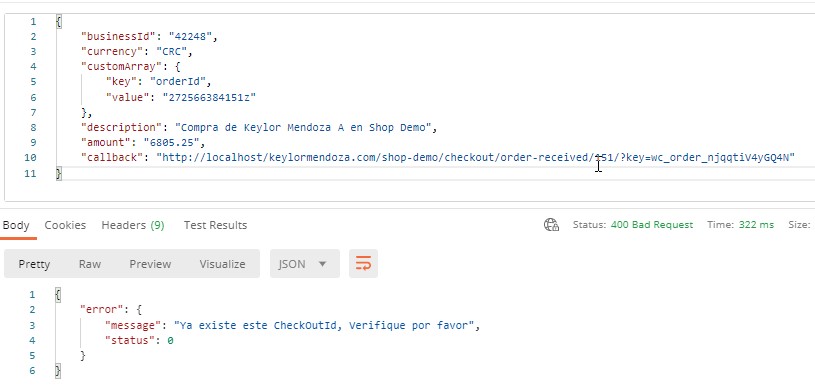 1 {
2 "businessId": "42248",
3 "currency": "CRC",
4 "customArray": {
5 "key": "orderId",
6 "value": "272566384151z"
7 },
8 "description": "Compra de Keylor Mendoza A en Shop Demo",
9 "amount": "6805.25",
10 "callback": "http://localhost/keylormendoza.com/shop-demo/checkout/order-received/151/?key=wc_order_njqqtiV4yGQ4N"
11 }
Body Cookies Headers (9) Test Results Status: 400 Bad Request Time: 322 ms Size:
Pretty Raw Preview Visualize JSON
1 {
2 "error": {
3 "message": "Ya existe este CheckOutId, Verifique por favor",
4 "status": 0
5 }
6 }